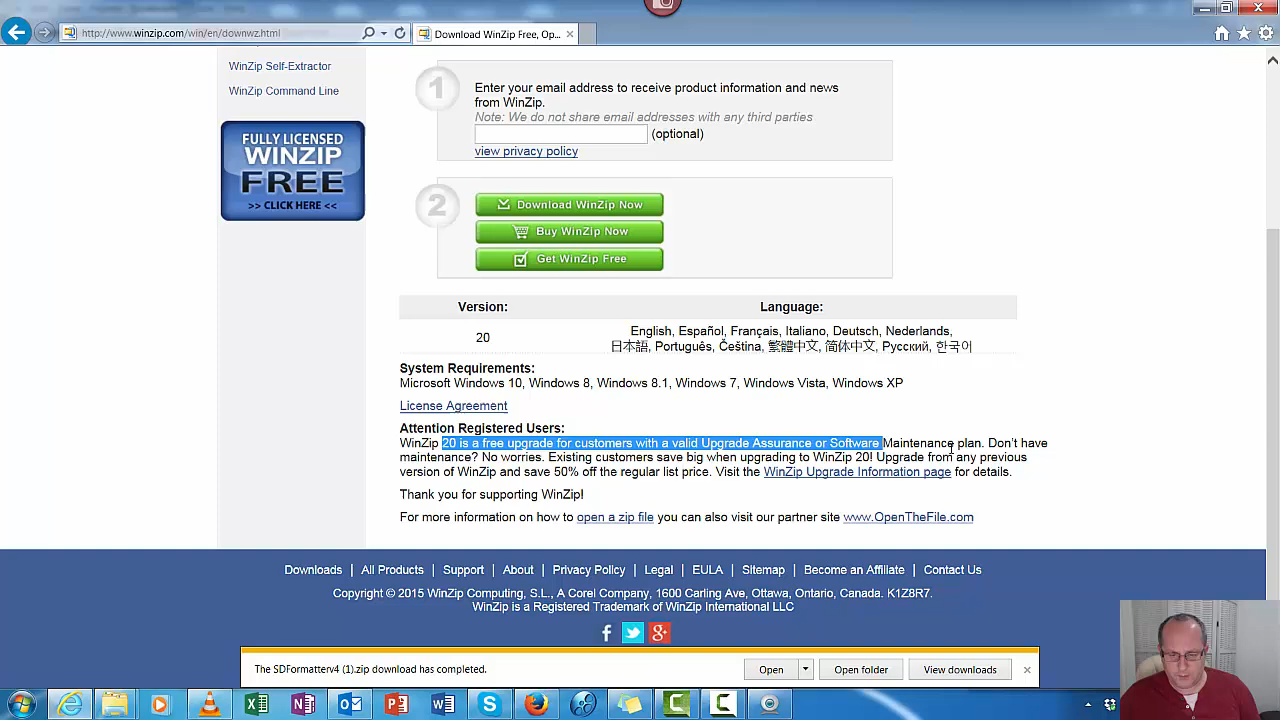 http://www.winzip.com/win/en/downwz.html
Download WinZip Free, Op...
WinZip Self-Extractor
WinZip Command Line
FULLY LICENSED
WINZIP
FREE
>> CLICK HERE <<
1
Enter your email address to receive product information and news
from WinZip.
Note: We do not share email addresses with any third parties
(optional)
view privacy policy
2
Download WinZip Now
Buy WinZip Now
Get WinZip Free
Version: Language:
20
English, Español, Français, Italiano, Deutsch, Nederlands,
日本語, Português, Čeština, 繁體中文, 简体中文, Русский, 한국어
System Requirements:
Microsoft Windows 10, Windows 8, Windows 8.1, Windows 7, Windows Vista, Windows XP
License Agreement
Attention Registered Users:
WinZip 20 is a free upgrade for customers with a valid Upgrade Assurance or Software Maintenance plan. Don't have
maintenance? No worries. Existing customers save big when upgrading to WinZip 20! Upgrade from any previous
version of WinZip and save 50% off the regular list price. Visit the WinZip Upgrade Information page for details.
Thank you for supporting WinZip!
For more information on how to open a zip file you can also visit our partner site www.OpenTheFile.com
Downloads | All Products | Support | About | Privacy Policy | Legal | EULA | Sitemap | Become an Affiliate | Contact Us
Copyright © 2015 WinZip Computing, S.L., A Corel Company, 1600 Carling Ave, Ottawa, Ontario, Canada. K1Z8R7.
WinZip is a Registered Trademark of WinZip International LLC
The SDFormatterv4 (1).zip download has completed.
Open
Open folder
View downloads